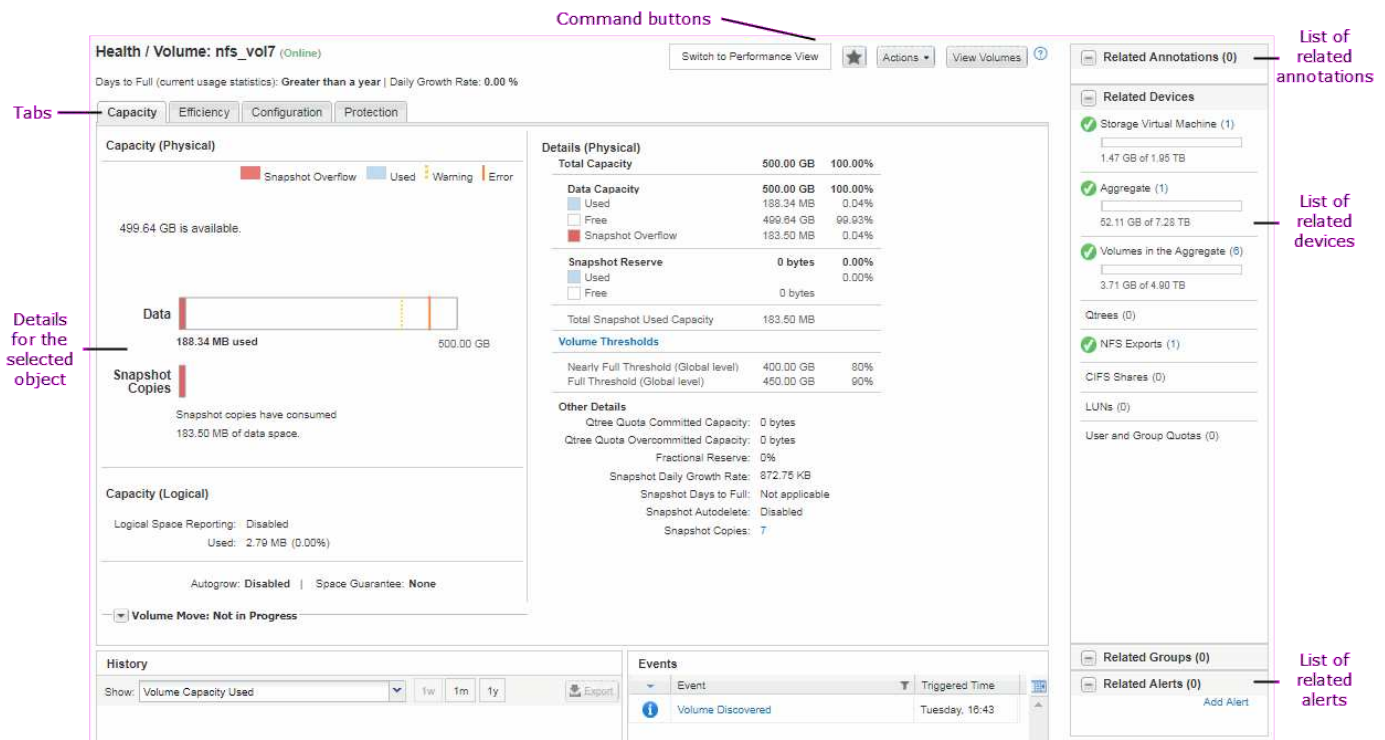 Command buttons
List of
related
annotations
Health / Volume: nfs_vol7 (Online)
Switch to Performance View
Actions
View Volumes
?
Related Annotations (0)
Days to Full (current usage statistics): Greater than a year | Daily Growth Rate: 0.00 %
Related Devices
Tabs
Capacity
Efficiency
Configuration
Protection
Capacity (Physical)
Snapshot Overflow
Used
Warning
Error
499.64 GB is available.
Data
188.34 MB used
500.00 GB
Details
for the
selected
object
Snapshot
Copies
Snapshot copies have consumed
183.50 MB of data space.
Capacity (Logical)
Logical Space Reporting: Disabled
Used: 2.79 MB (0.00%)
Autogrow: Disabled | Space Guarantee: None
Volume Move: Not in Progress
Details (Physical)
Total Capacity 500.00 GB 100.00%
Data Capacity 500.00 GB 100.00%
Used 188.34 MB 0.04%
Free 499.64 GB 99.93%
Snapshot Overflow 183.50 MB 0.04%
Snapshot Reserve 0 bytes 0.00%
Used 0.00%
Free 0 bytes
Total Snapshot Used Capacity 183.50 MB
Volume Thresholds
Nearly Full Threshold (Global level) 400.00 GB 80%
Full Threshold (Global level) 450.00 GB 90%
Other Details
Qtree Quota Committed Capacity: 0 bytes
Qtree Quota Overcommitted Capacity: 0 bytes
Fractional Reserve: 0%
Snapshot Daily Growth Rate: 872.75 KB
Snapshot Days to Full: Not applicable
Snapshot Autodelete: Disabled
Snapshot Copies: 7
Storage Virtual Machine (1)
1.47 GB of 1.95 TB
Aggregate (1)
52.11 GB of 7.28 TB
Volumes in the Aggregate (6)
3.71 GB of 4.90 TB
Qtrees (0)
NFS Exports (1)
CIFS Shares (0)
LUNs (0)
User and Group Quotas (0)
List of
related
devices
History
Show: Volume Capacity Used
1w
1m
1y
Export
Events
Event
Triggered Time
Volume Discovered
Tuesday, 16:43
Related Groups (0)
Related Alerts (0)
Add Alert
List of
related
alerts